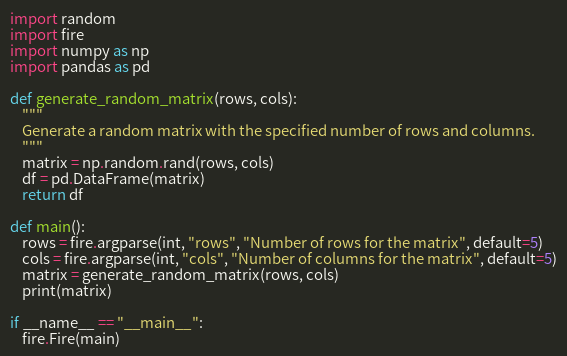 import random
import fire
import numpy as np
import pandas as pd

def generate_random_matrix(rows, cols):
    """
    Generate a random matrix with the specified number of rows and columns.
    """
    matrix = np.random.rand(rows, cols)
    df = pd.DataFrame(matrix)
    return df

def main():
    rows = fire.argparse(int, "rows", "Number of rows for the matrix", default=5)
    cols = fire.argparse(int, "cols", "Number of columns for the matrix", default=5)
    matrix = generate_random_matrix(rows, cols)
    print(matrix)

if __name__ == "__main__":
    fire.Fire(main)